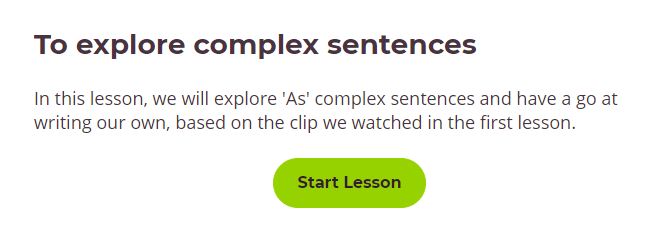 To explore complex sentences
In this lesson, we will explore 'As' complex sentences and have a go at
writing our own, based on the clip we watched in the first lesson.
Start Lesson